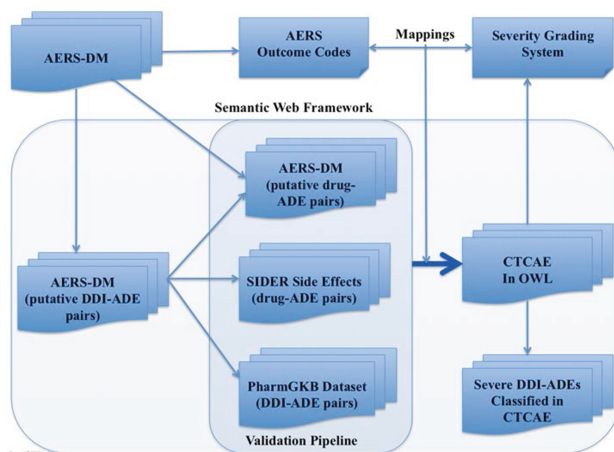 AERS-DM
AERS
Outcome Codes
Mappings
Severity Grading
System
Semantic Web Framework
AERS-DM
(putative drug-
ADE pairs)
AERS-DM
(putative DDI-ADE
pairs)
SIDER Side Effects
(drug-ADE pairs)
CTCAE
In OWL
PharmGKB Dataset
(DDI-ADE pairs)
Severe DDI-ADEs
Classified in
CTCAE
Validation Pipeline